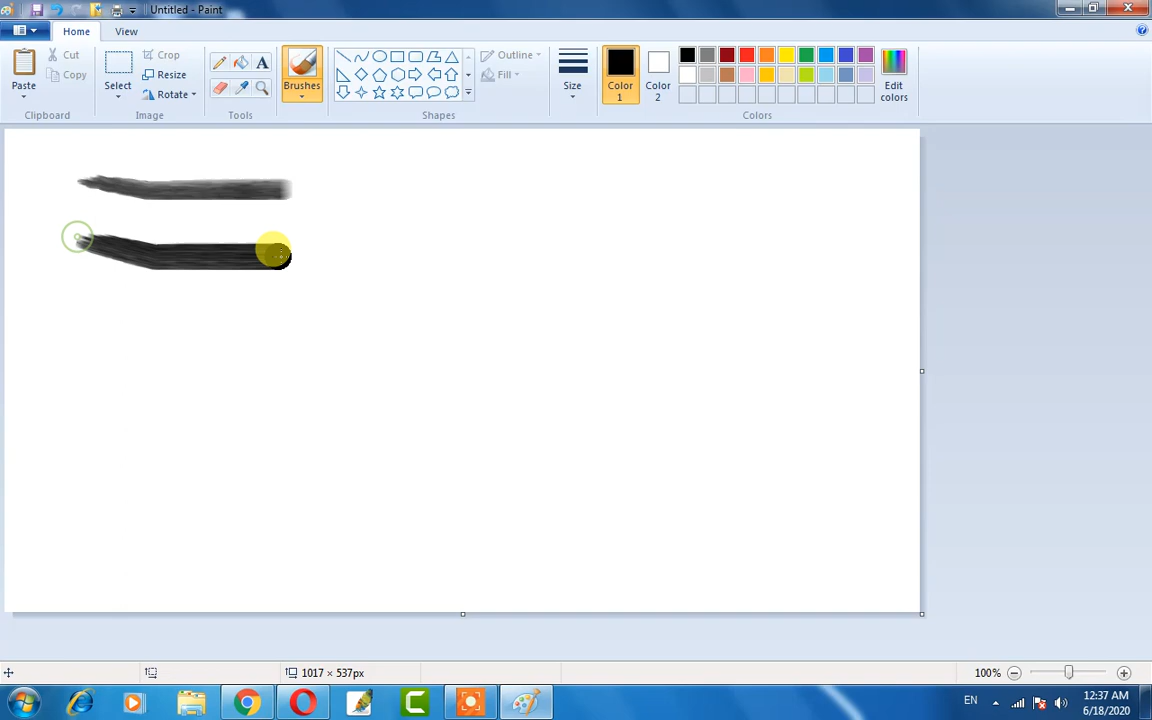 Untitled - Paint
Home
View
Paste
Cut
Copy
Clipboard
Select
Crop
Resize
Rotate
Image
A
Tools
Brushes
Outline
Fill
Shapes
Size
Color
1
Color
2
Edit
colors
Colors
1017 × 537px
100%
EN
12:37 AM
6/18/2020